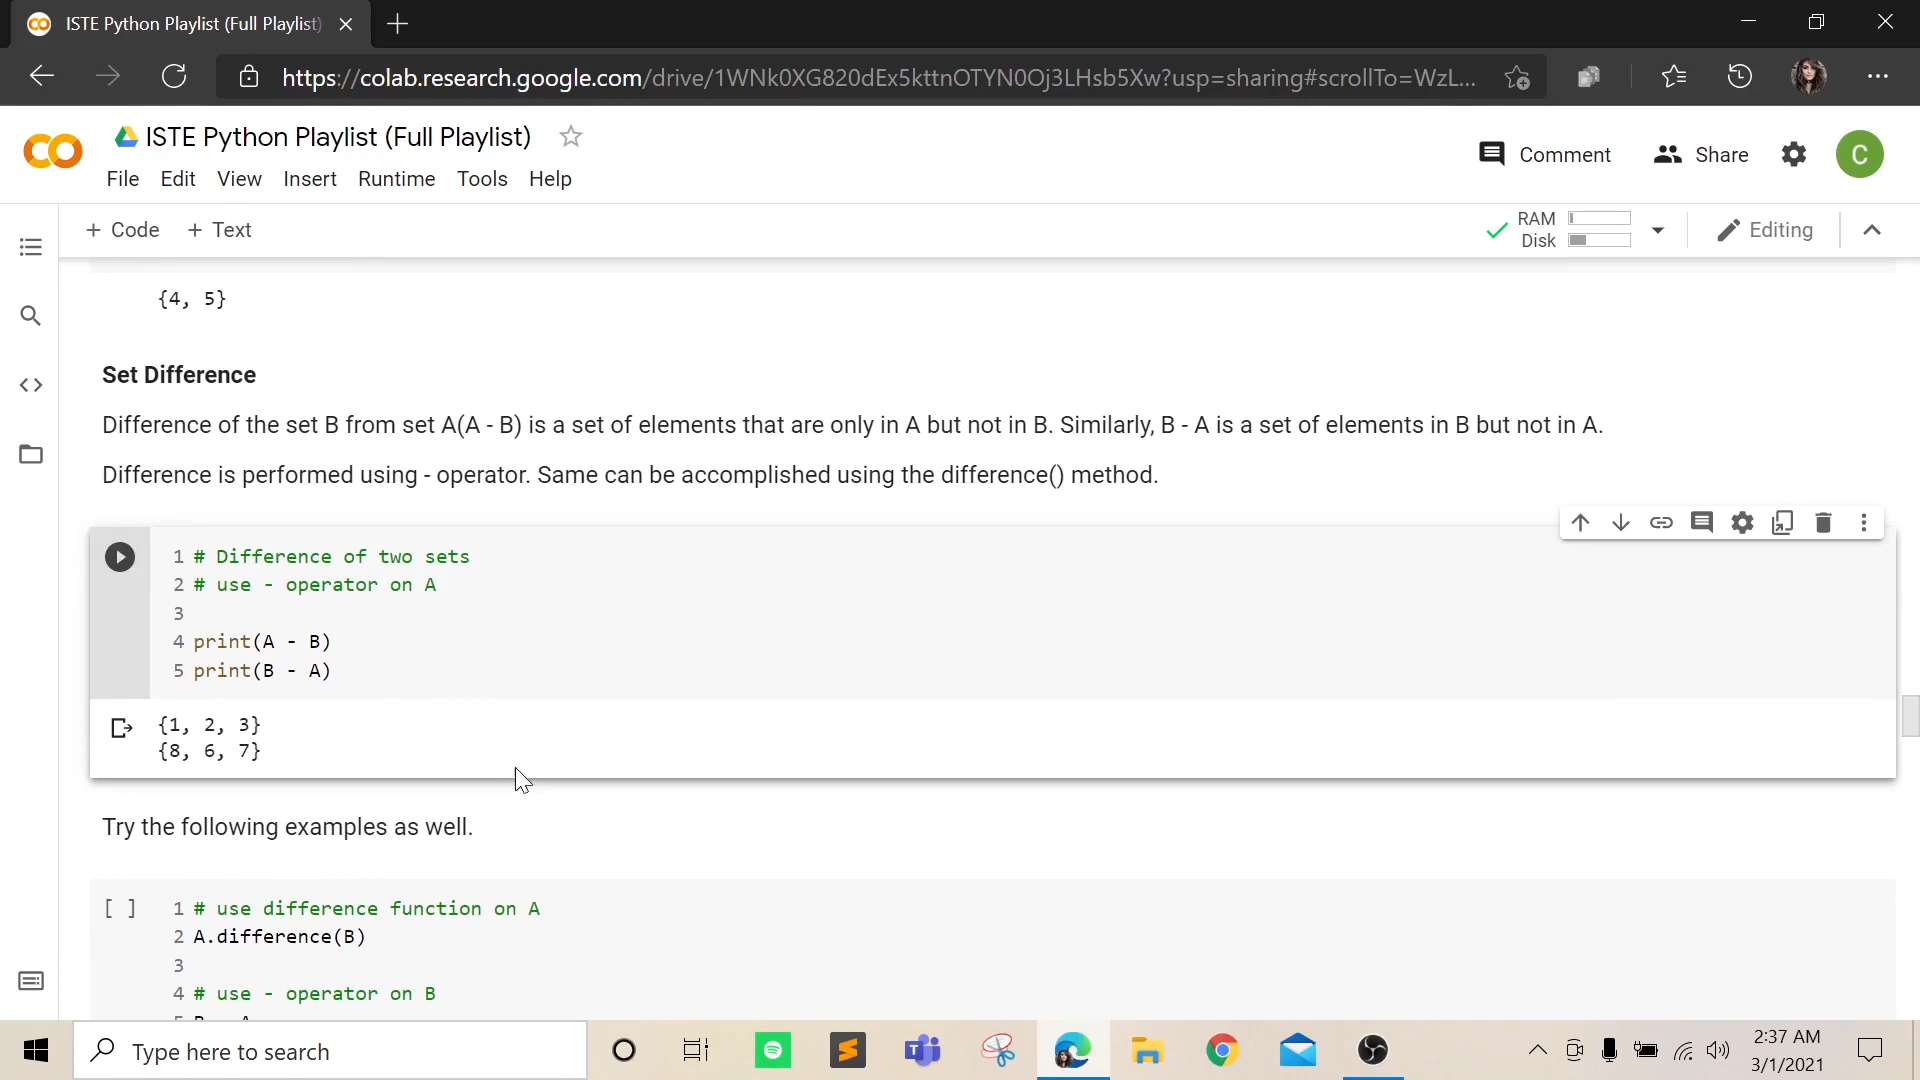 ISTE Python Playlist (Full Playlist)
https://colab.research.google.com/drive/1WNk0XG820dEx5kttnOTYN0Oj3LHsb5Xw?usp=sharing#scrollTo=WzL...
ISTE Python Playlist (Full Playlist)
Comment
Share
C
File Edit View Insert Runtime Tools Help
+ Code + Text
RAM
Disk
Editing
{4, 5}
Set Difference
Difference of the set B from set A(A - B) is a set of elements that are only in A but not in B. Similarly, B - A is a set of elements in B but not in A.
Difference is performed using - operator. Same can be accomplished using the difference() method.
1 # Difference of two sets
2 # use - operator on A
3
4 print(A - B)
5 print(B - A)
{1, 2, 3}
{8, 6, 7}
Try the following examples as well.
[ ]
1 # use difference function on A
2 A.difference(B)
3
4 # use - operator on B
Type here to search
2:37 AM
3/1/2021